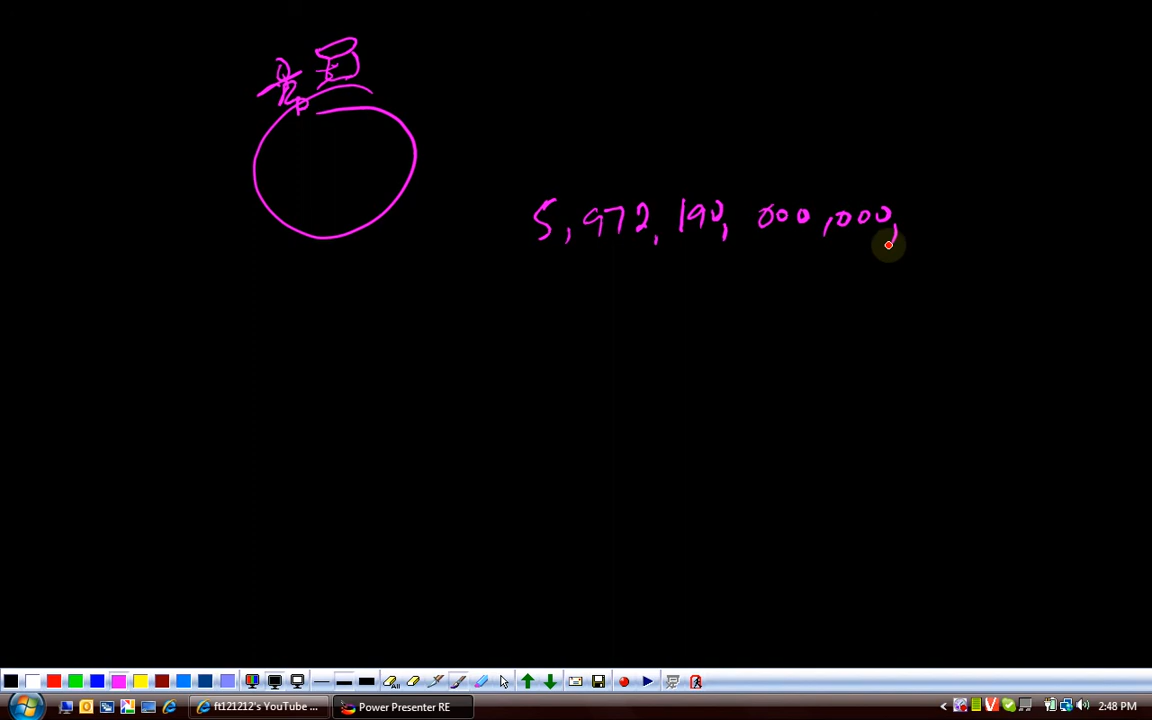 5,972,190,000,000,
ft121212's YouTube ...
Power Presenter RE
2:48 PM